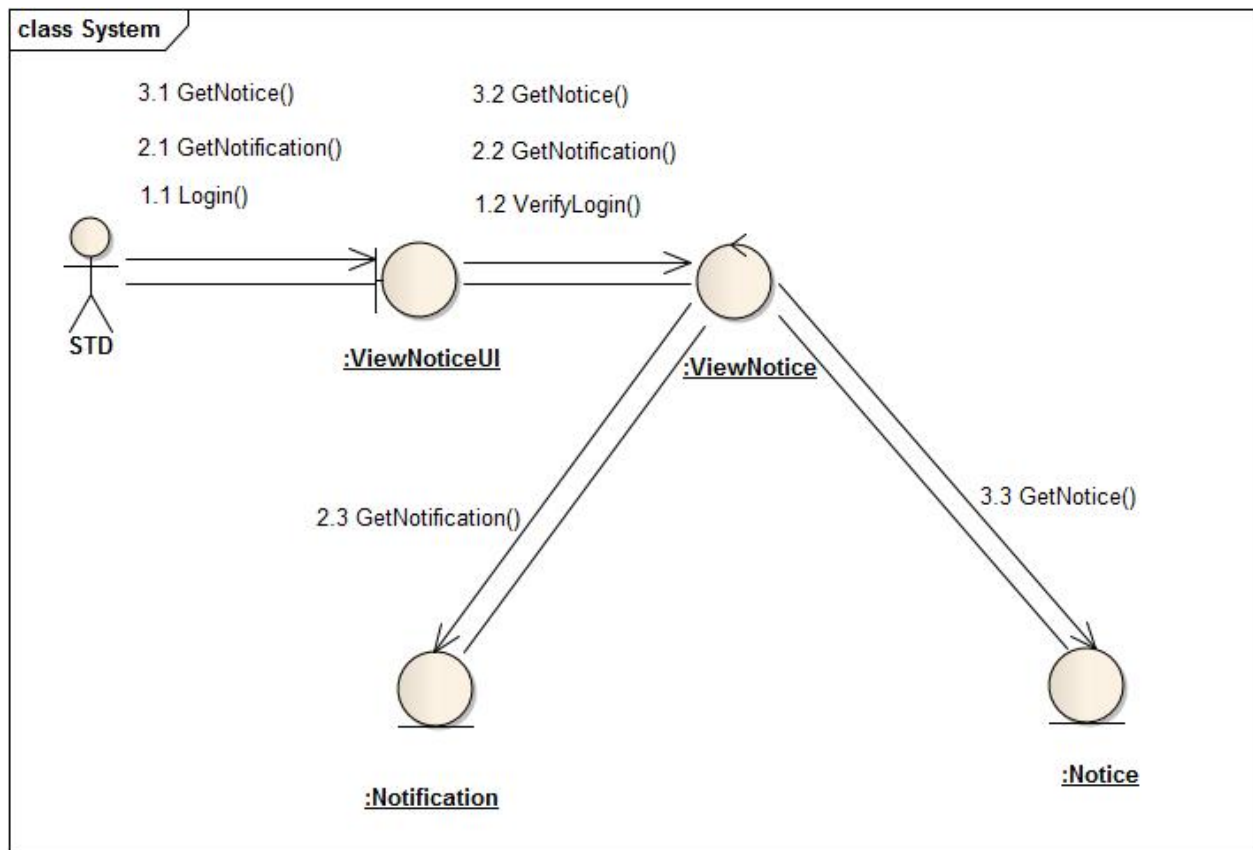 class System
3.1 GetNotice()
3.2 GetNotice()
2.1 GetNotification()
2.2 GetNotification()
1.1 Login()
1.2 VerifyLogin()
STD
:ViewNoticeUI
:ViewNotice
2.3 GetNotification()
3.3 GetNotice()
:Notification
:Notice